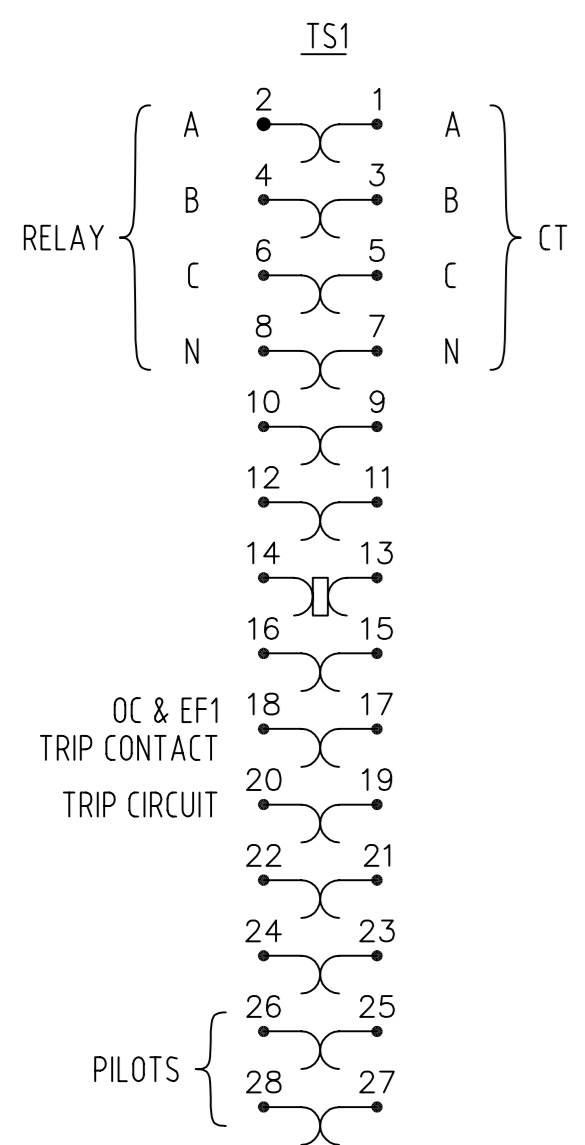 TS1
2 1
A A
4 3
B B
RELAY CT
6 5
C C
8 7
N N
10 9
12 11
14 13
16 15
OC & EF1 18 17
TRIP CONTACT
20 19
TRIP CIRCUIT
22 21
24 23
26 25
PILOTS
28 27